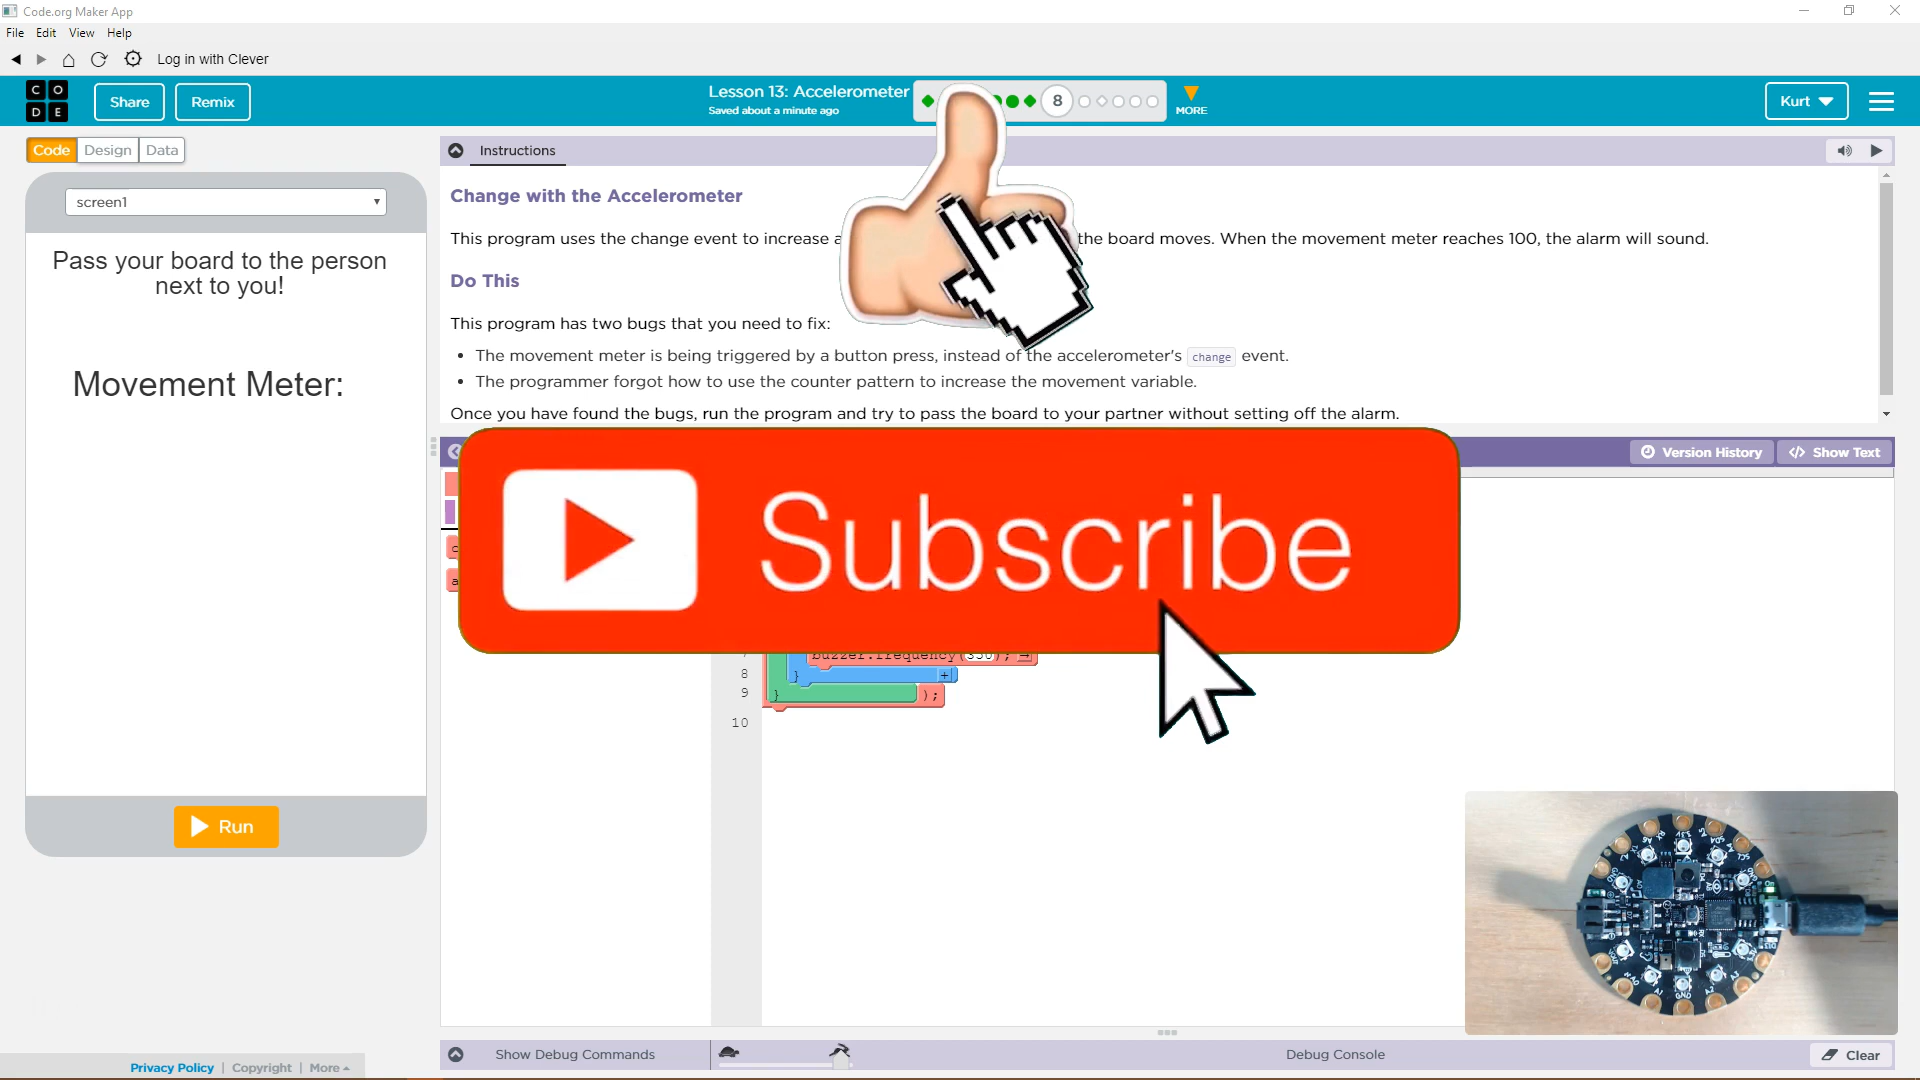 Code.org Maker App
File Edit View Help
Log in with Clever
C O
D E
Share
Remix
Lesson 13: Accelerometer
Saved about a minute ago
8
MORE
Kurt
Code
Design
Data
Instructions
screen1
Pass your board to the person
next to you!
Movement Meter:
Run
Change with the Accelerometer
This program uses the change event to increase
the board moves. When the movement meter reaches 100, the alarm will sound.
Do This
This program has two bugs that you need to fix:
• The movement meter is being triggered by a button press, instead of the accelerometer's change event.
• The programmer forgot how to use the counter pattern to increase the movement variable.
Once you have found the bugs, run the program and try to pass the board to your partner without setting off the alarm.
Version History
</> Show Text
Subscribe
buzzer.frequency(350);
8 }
9 } );
10
Show Debug Commands
Debug Console
Clear
Privacy Policy | Copyright | More